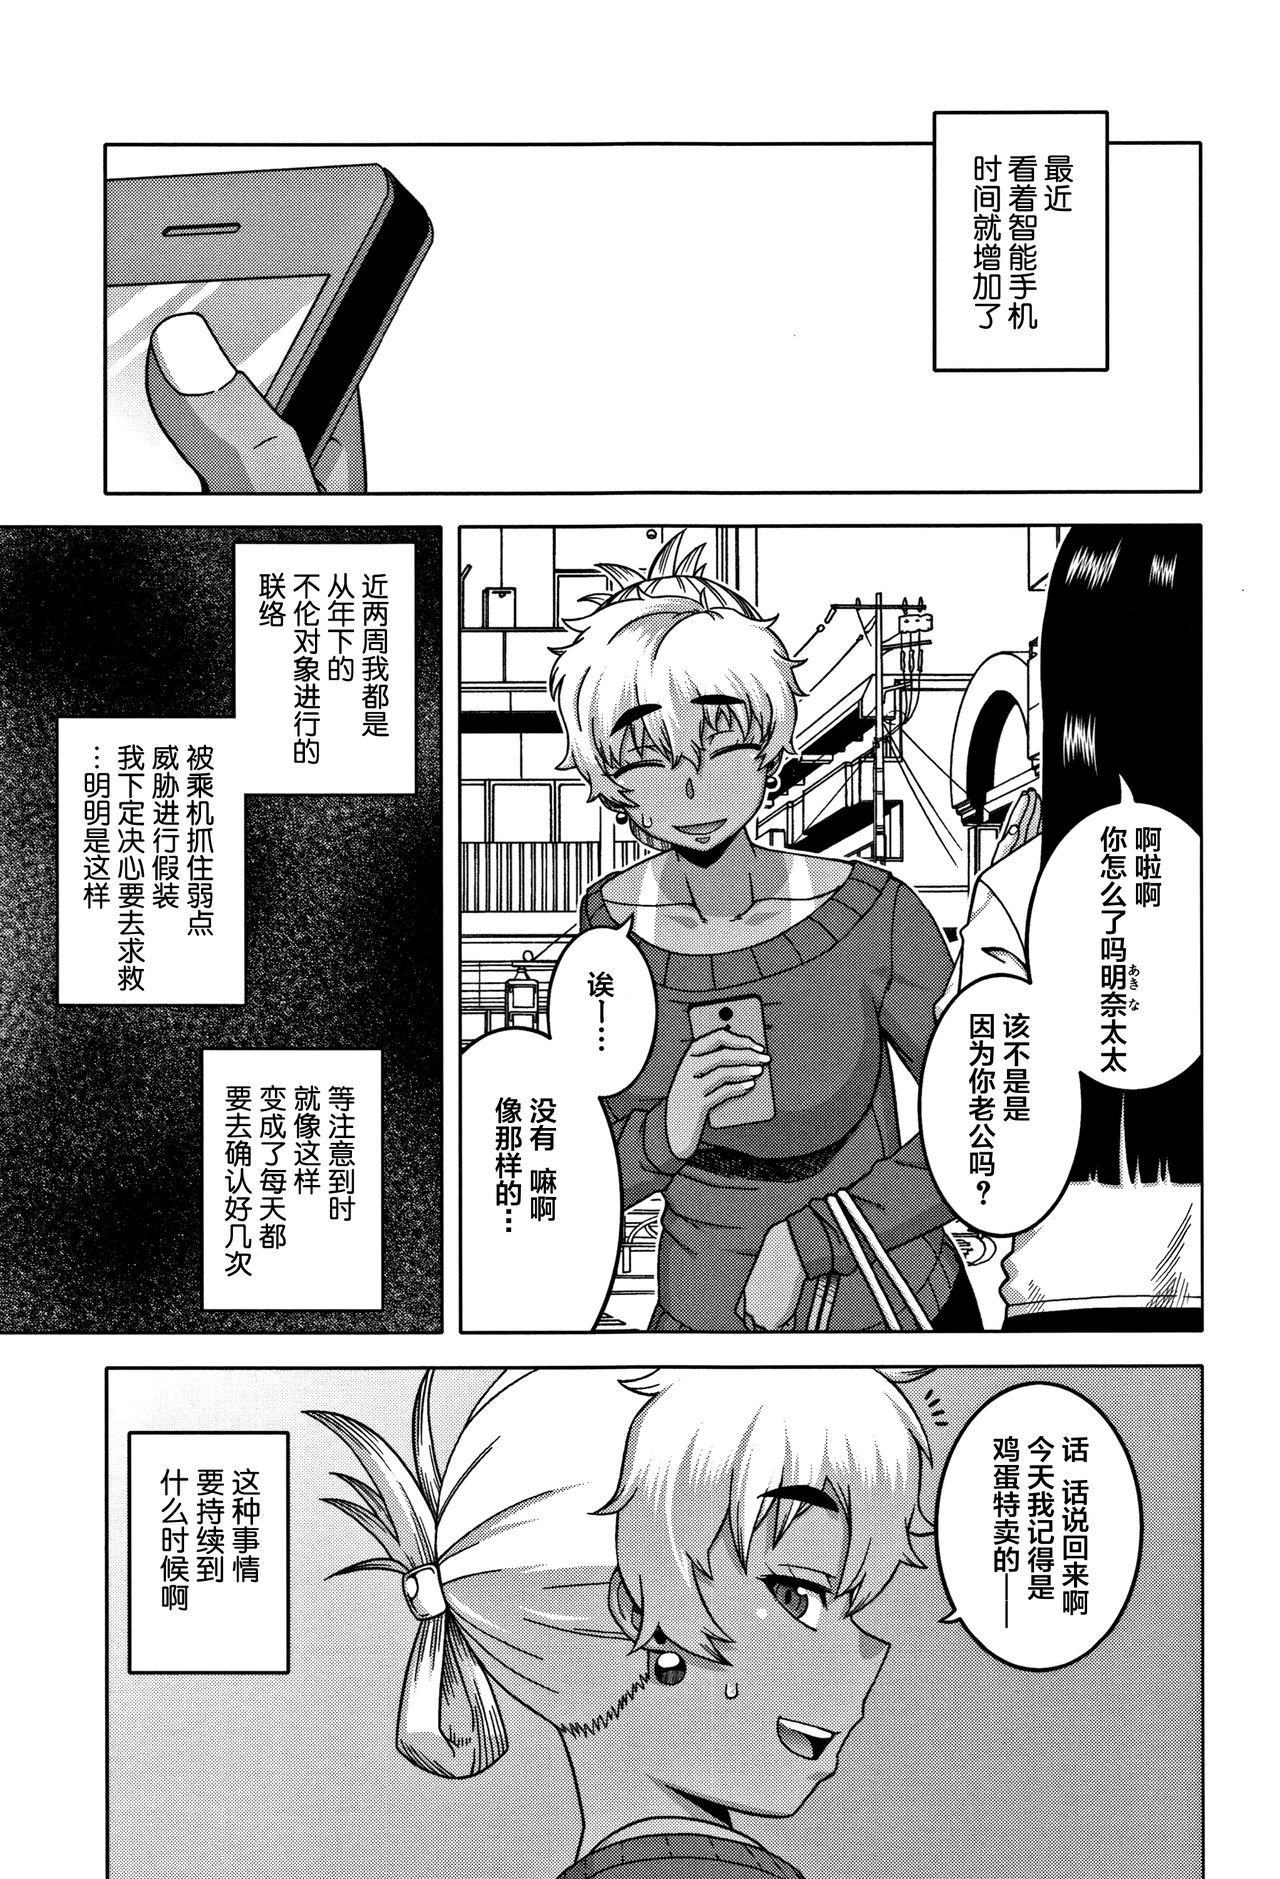 最近
看着智能手机
时间就增加了
啊啦啊
你怎么了吗明奈太太
あきな
该不是是
因为你老公吗?
诶ー…
没有 嘛啊
像那样的…
近两周我都是
从年下的
不伦对象进行的
联络
被乘机抓住弱点
威胁进行假装
我下定决心要去求救
…明明是这样
等注意到时
就像这样
变成了每天都
要去确认好几次
话 话说回来啊
今天我记得是
鸡蛋特卖的——
这种事情
要持续到
什么时候啊